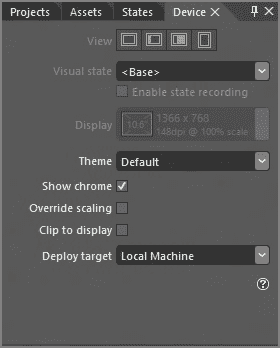 Projects Assets States Device
View
Visual state <Base>
Enable state recording
Display 10.6" 1366 x 768
148dpi @ 100% scale
Theme Default
Show chrome
Override scaling
Clip to display
Deploy target Local Machine